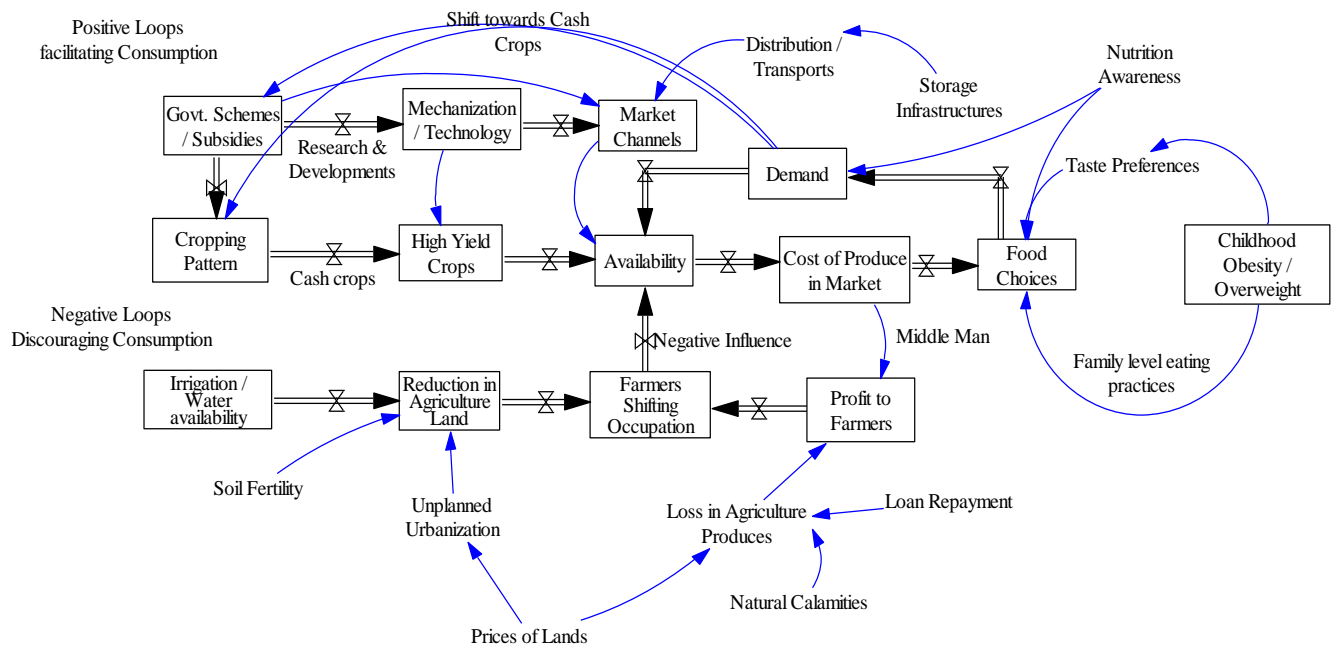 Positive Loops
facilitating Consumption
Shift towards Cash
Crops
Distribution /
Transports
Storage
Infrastructures
Nutrition
Awareness
Govt. Schemes
/ Subsidies
Research &
Developments
Mechanization
/ Technology
Market
Channels
Demand
Taste Preferences
Cropping
Pattern
Cash crops
High Yield
Crops
Availability
Cost of Produce
in Market
Food
Choices
Childhood
Obesity /
Overweight
Negative Loops
Discouraging Consumption
Negative Influence
Middle Man
Family level eating
practices
Irrigation /
Water
availability
Reduction in
Agriculture
Land
Farmers
Shifting
Occupation
Profit to
Farmers
Soil Fertility
Unplanned
Urbanization
Loss in Agriculture
Produces
Loan Repayment
Natural Calamities
Prices of Lands